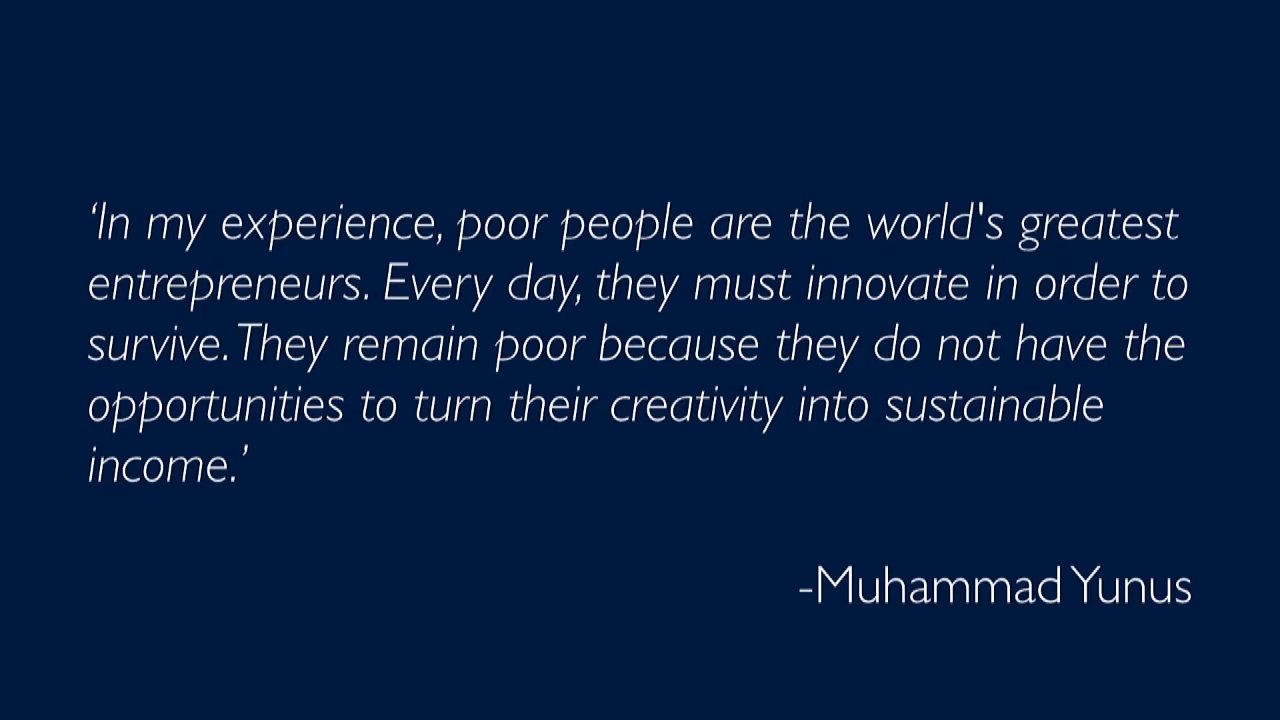 ‘In my experience, poor people are the world's greatest
entrepreneurs. Every day, they must innovate in order to
survive. They remain poor because they do not have the
opportunities to turn their creativity into sustainable
income.’
-Muhammad Yunus